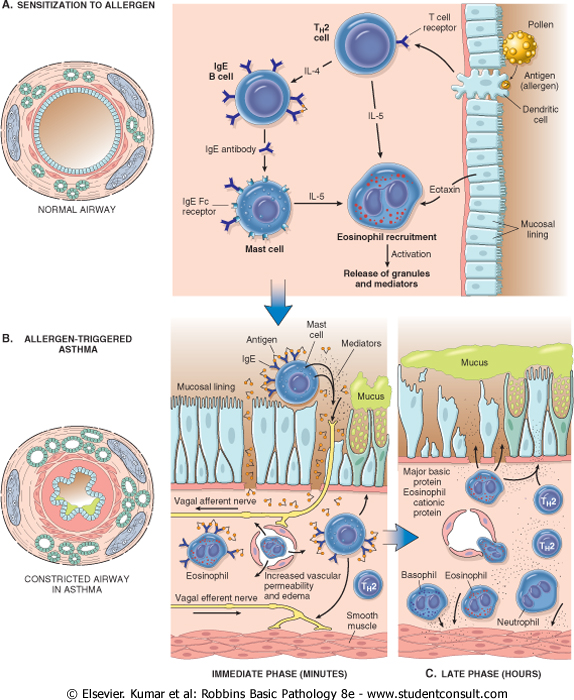 A. SENSITIZATION TO ALLERGEN
NORMAL AIRWAY
TH2
cell
T cell
receptor
Pollen
IgE
B cell
IL-4
Antigen
(allergen)
Dendritic
cell
IL-5
IgE antibody
IgE Fc
receptor
IL-5
Eotaxin
Mast cell
Eosinophil recruitment
Mucosal
lining
Activation
Release of granules
and mediators
B. ALLERGEN-TRIGGERED
ASTHMA
CONSTRICTED AIRWAY
IN ASTHMA
Antigen
Mast
cell
IgE
Mediators
Mucosal lining
Mucus
Vagal afferent nerve
Eosinophil
Increased vascular
permeability
and edema
TH2
Vagal efferent nerve
Smooth
muscle
IMMEDIATE PHASE (MINUTES)
Mucus
Major basic
protein
Eosinophil
cationic
protein
TH2
TH2
Basophil
Eosinophil
Neutrophil
C. LATE PHASE (HOURS)
© Elsevier. Kumar et al: Robbins Basic Pathology 8e - www.studentconsult.com